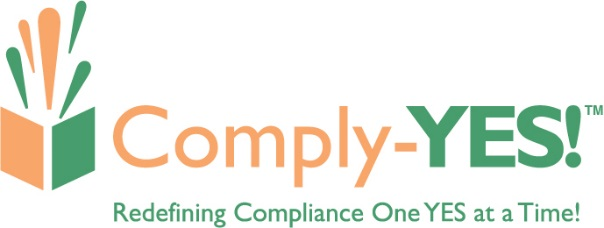 Comply-YES!™
Redefining Compliance One YES at a Time!